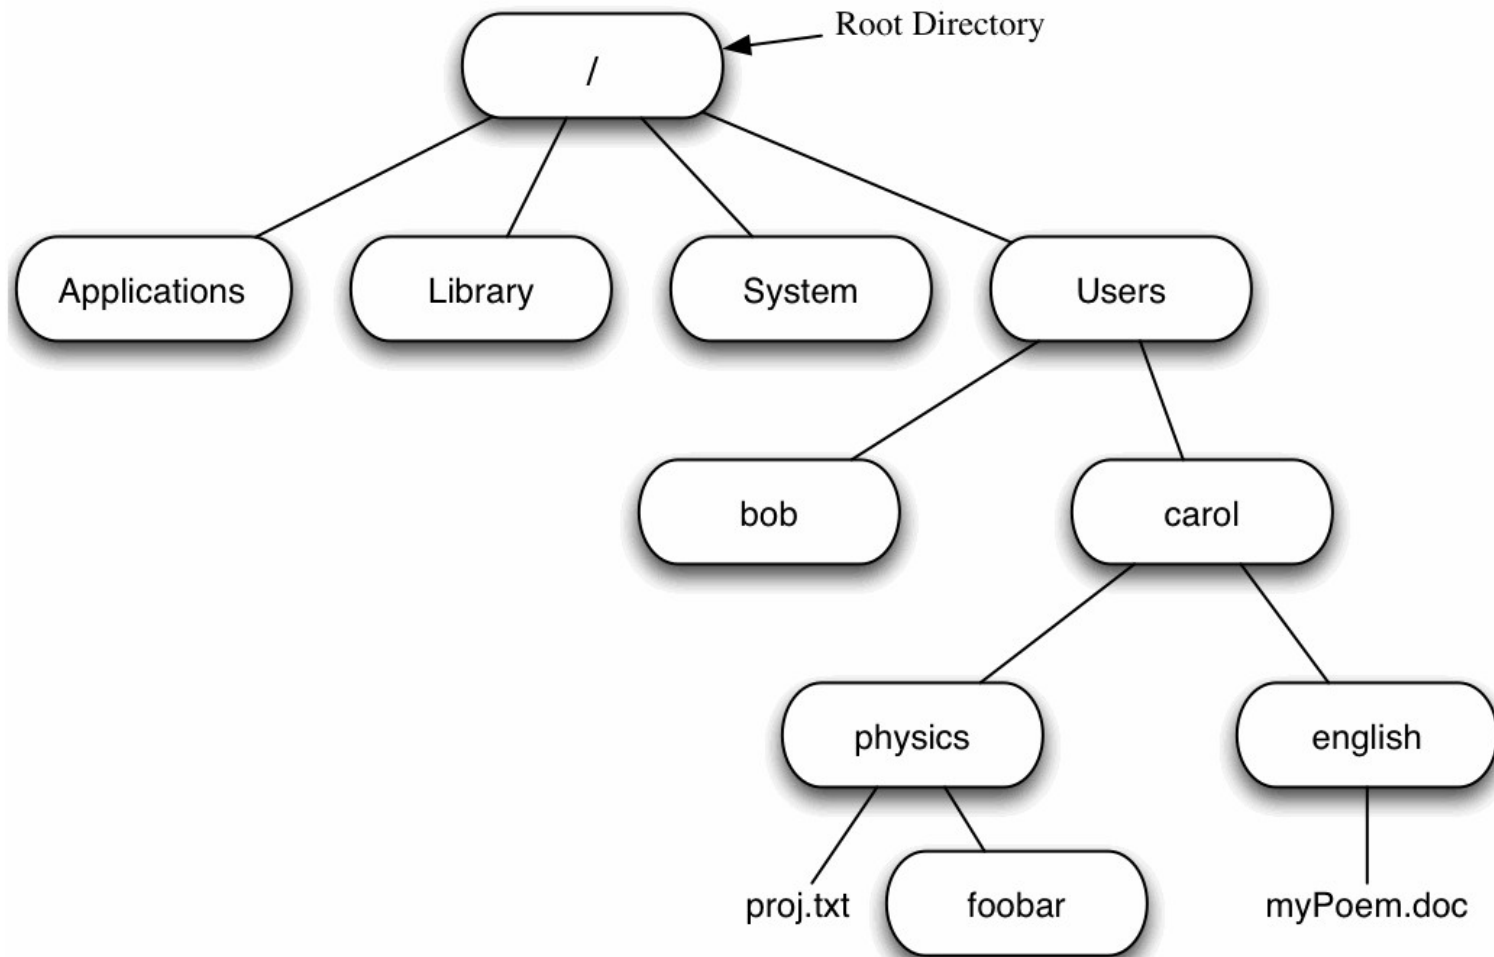 Root Directory
/
Applications
Library
System
Users
bob
carol
physics
english
proj.txt
foobar
myPoem.doc